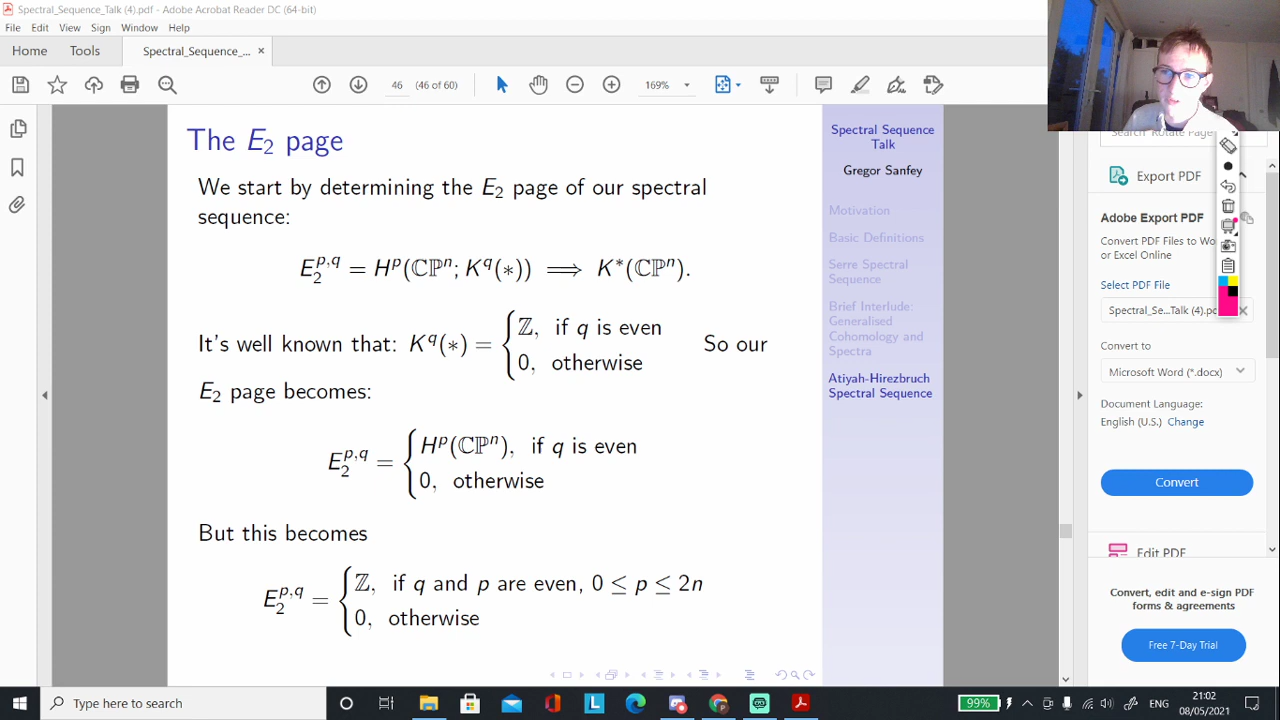 Spectral_Sequence_Talk (4).pdf - Adobe Acrobat Reader DC (64-bit)
File Edit View Sign Window Help
Home Tools Spectral_Sequence_... ×
46 (46 of 60) 169%
The E₂ page
We start by determining the E₂ page of our spectral
sequence:
E₂^{p,q} = H^p(ℂℙⁿ; K^q(∗)) ⟹ K*(ℂℙⁿ).
It's well known that: K^q(∗) = { ℤ, if q is even
0, otherwise
So our
E₂ page becomes:
E₂^{p,q} = { H^p(ℂℙⁿ), if q is even
0, otherwise
But this becomes
E₂^{p,q} = { ℤ, if q and p are even, 0 ≤ p ≤ 2n
0, otherwise
Spectral Sequence
Talk
Gregor Sanfey
Motivation
Basic Definitions
Serre Spectral
Sequence
Brief Interlude:
Generalised
Cohomology and
Spectra
Atiyah-Hirezbruch
Spectral Sequence
Export PDF
Adobe Export PDF
Convert PDF Files to Wo
or Excel Online
Select PDF File
Spectral_Se...Talk (4).pd
Convert to
Microsoft Word (*.docx)
Document Language:
English (U.S.) Change
Convert
Edit PDF
Convert, edit and e-sign PDF
forms & agreements
Free 7-Day Trial
Type here to search
99%
ENG
21:02
08/05/2021